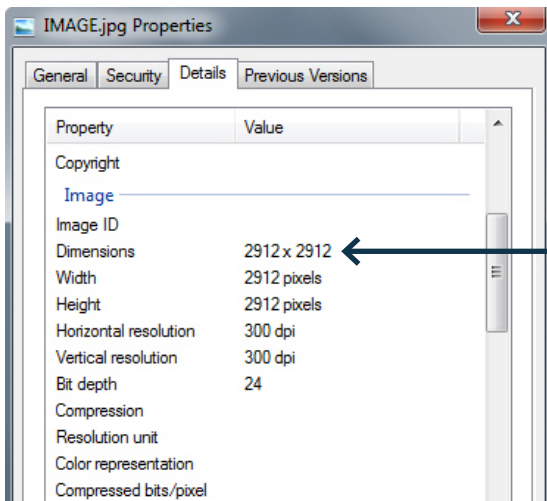 IMAGE.jpg Properties
General Security Details Previous Versions
Property Value
Copyright
Image
Image ID
Dimensions 2912 x 2912
Width 2912 pixels
Height 2912 pixels
Horizontal resolution 300 dpi
Vertical resolution 300 dpi
Bit depth 24
Compression
Resolution unit
Color representation
Compressed bits/pixel